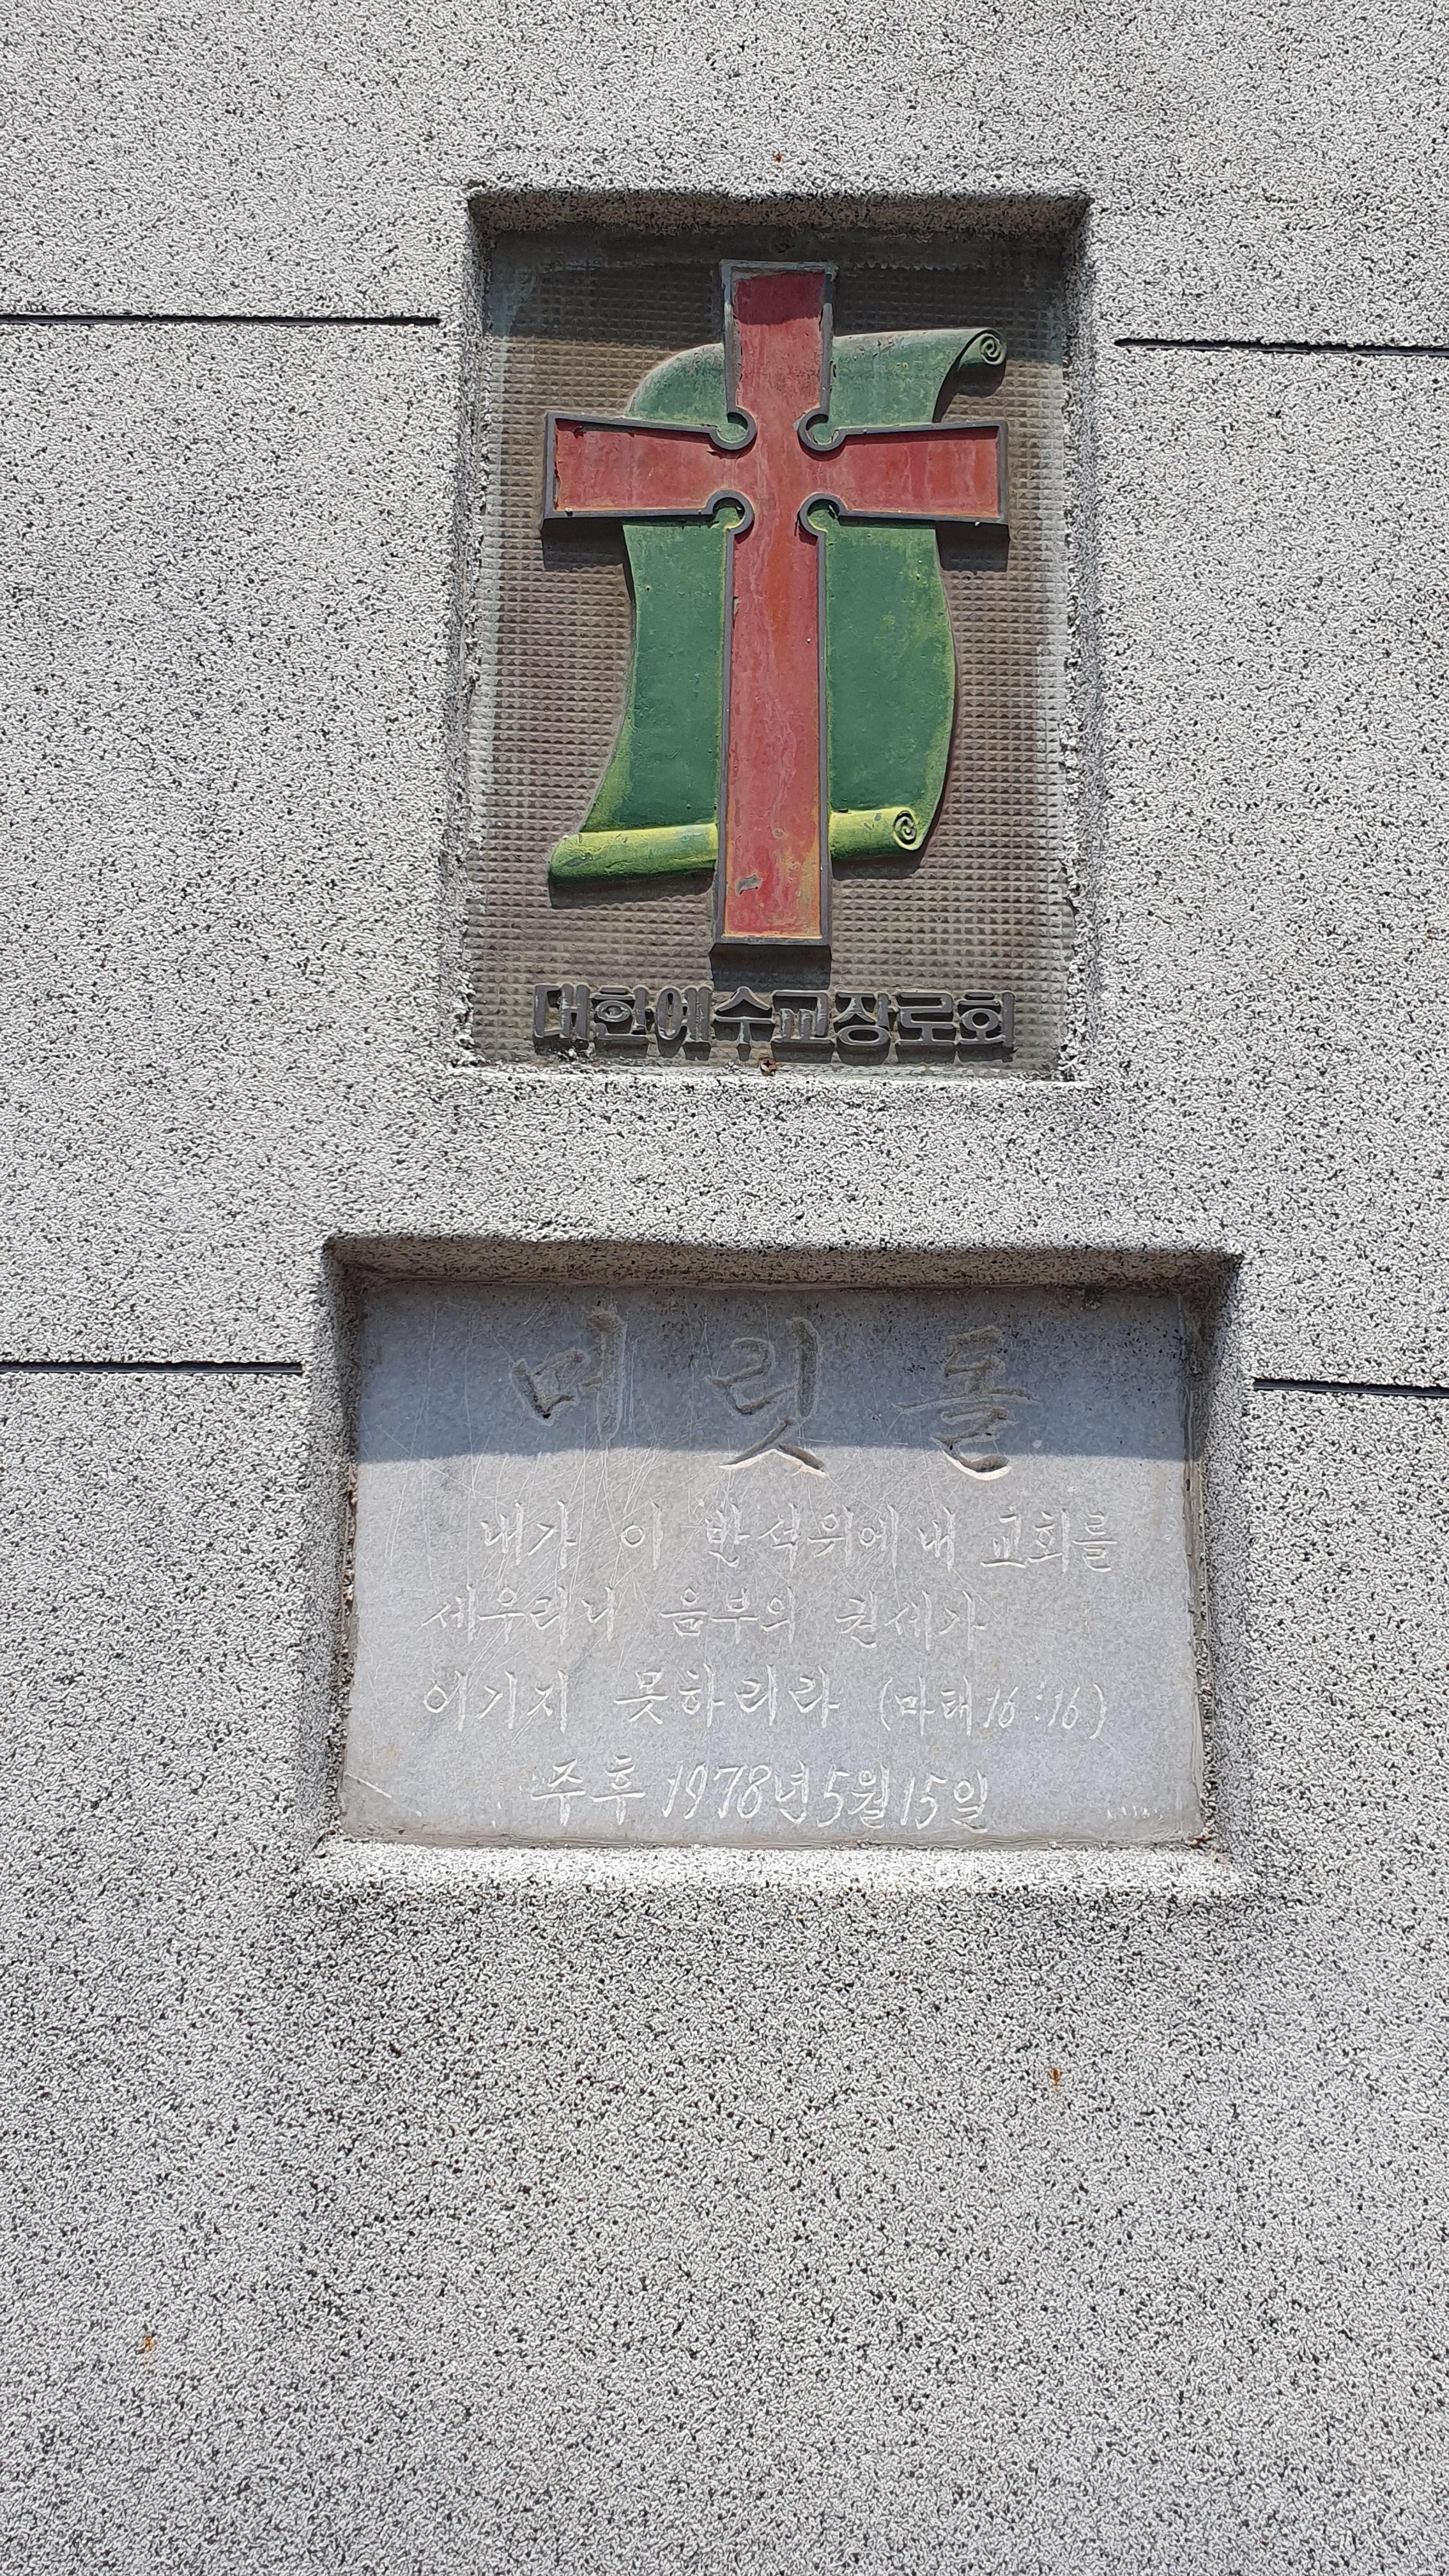 대한예수교장로회
머릿돌
내가 이 반석위에 내 교회를
세우리니 음부의 권세가
이기지 못하리라 (마태16:16)
주후 1978년 5월 15일